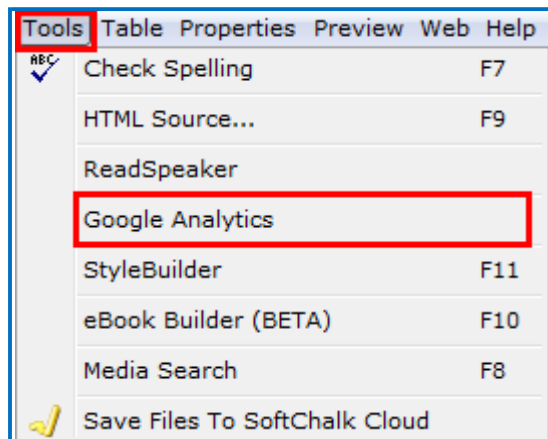 Tools Table Properties Preview Web Help
ABC Check Spelling F7
HTML Source... F9
ReadSpeaker
Google Analytics
StyleBuilder F11
eBook Builder (BETA) F10
Media Search F8
Save Files To SoftChalk Cloud